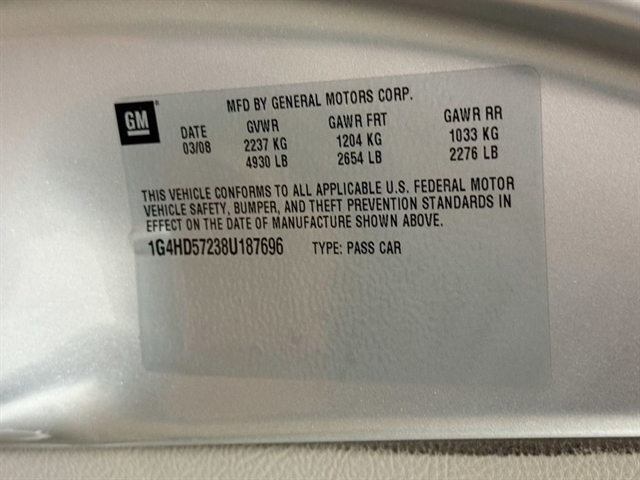 GM
MFD BY GENERAL MOTORS CORP.
DATE GVWR GAWR FRT GAWR RR
03/08 2237 KG 1204 KG 1033 KG
4930 LB 2654 LB 2276 LB
THIS VEHICLE CONFORMS TO ALL APPLICABLE U.S. FEDERAL MOTOR
VEHICLE SAFETY, BUMPER, AND THEFT PREVENTION STANDARDS IN
EFFECT ON THE DATE OF MANUFACTURE SHOWN ABOVE.
1G4HD57238U187696 TYPE: PASS CAR